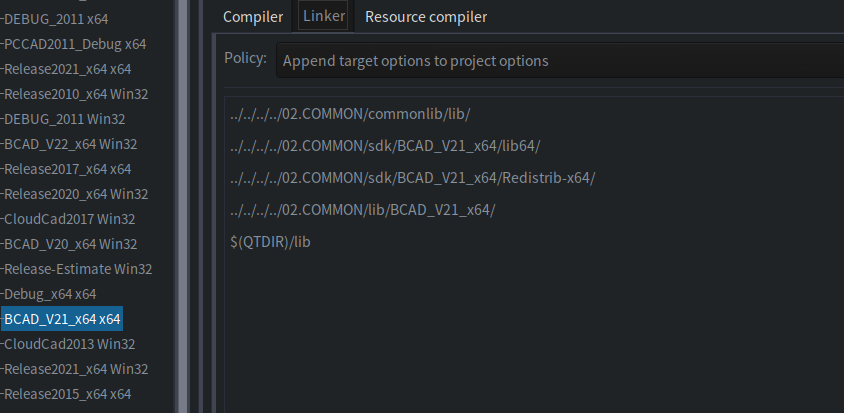 DEBUG_2011 x64
PCCAD2011_Debug x64
Release2021_x64 x64
Release2010_x64 Win32
DEBUG_2011 Win32
BCAD_V22_x64 Win32
Release2017_x64 x64
Release2020_x64 Win32
CloudCad2017 Win32
BCAD_V20_x64 Win32
Release-Estimate Win32
Debug_x64 x64
BCAD_V21_x64 x64
CloudCad2013 Win32
Release2021_x64 Win32
Release2015_x64 x64
Compiler Linker Resource compiler
Policy: Append target options to project options
../../../../02.COMMON/commonlib/lib/
../../../../02.COMMON/sdk/BCAD_V21_x64/lib64/
../../../../02.COMMON/sdk/BCAD_V21_x64/Redistrib-x64/
../../../../02.COMMON/lib/BCAD_V21_x64/
$(QTDIR)/lib